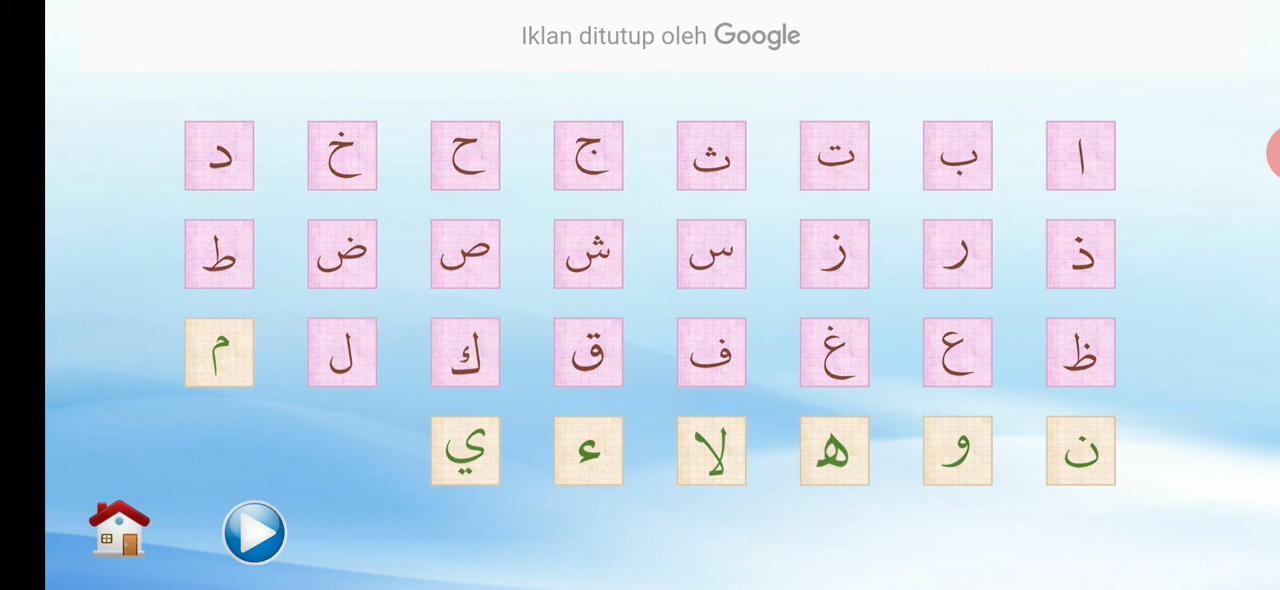 Iklan ditutup oleh Google
ا ب ت ث ج ح خ د
ذ ر ز س ش ص ض ط
ظ ع غ ف ق ك ل م
ن و ه لا ء ي